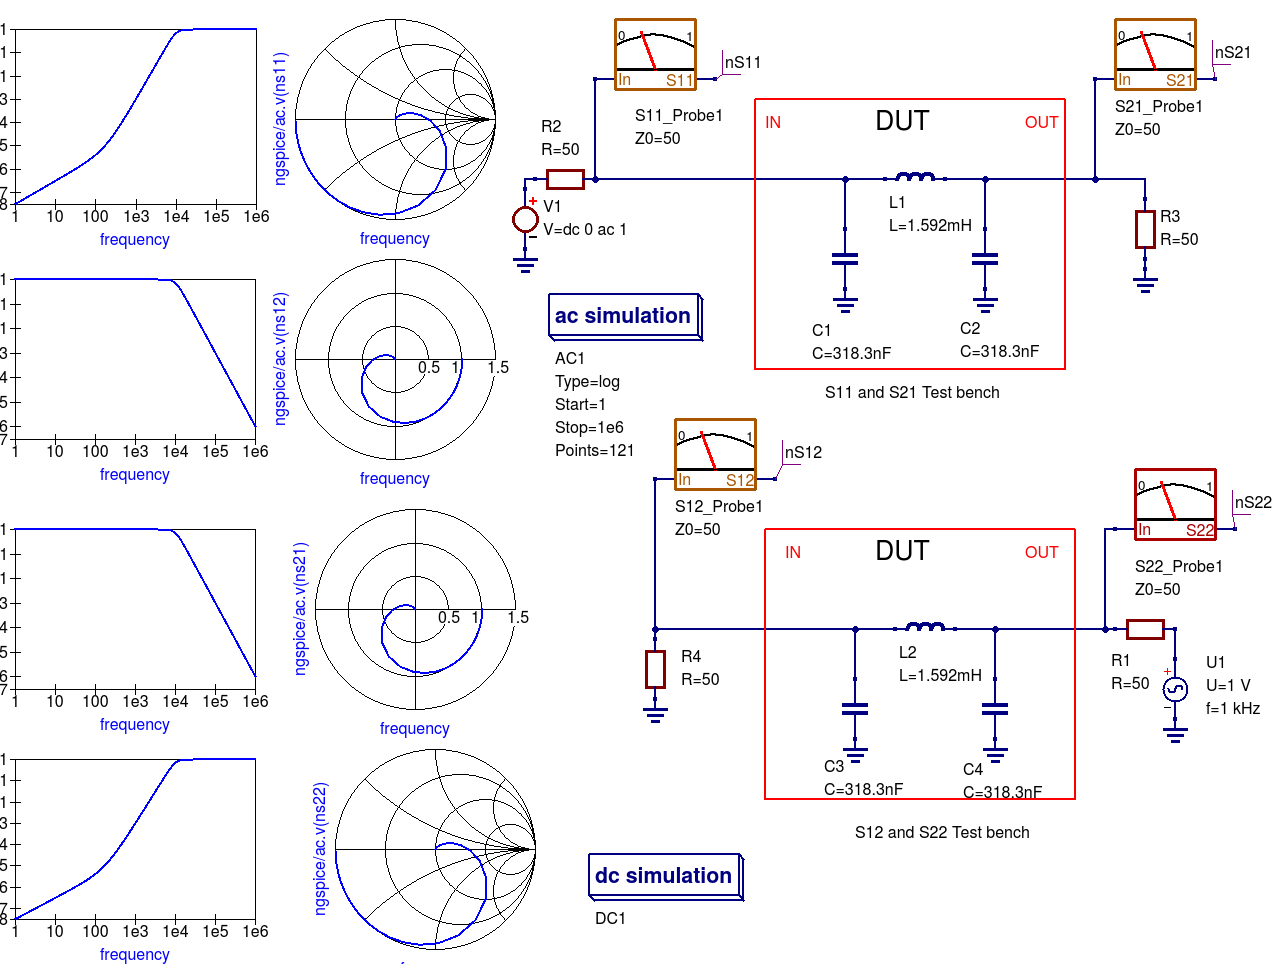 1
1
1
3
4
5
6
7
8
1 10 100 1e3 1e4 1e5 1e6
frequency
ngspice/ac.v(ns11)
frequency
1
1
1
3
4
5
6
7
1 10 100 1e3 1e4 1e5 1e6
frequency
ngspice/ac.v(ns12)
0.5 1 1.5
frequency
1
1
1
3
4
5
6
7
1 10 100 1e3 1e4 1e5 1e6
frequency
ngspice/ac.v(ns21)
0.5 1 1.5
frequency
1
1
1
3
4
5
6
7
8
1 10 100 1e3 1e4 1e5 1e6
frequency
ngspice/ac.v(ns22)
0 1
In S11
nS11
S11_Probe1
Z0=50
R2
R=50
+
V1
V=dc 0 ac 1
IN
DUT
OUT
L1
L=1.592mH
C1
C=318.3nF
C2
C=318.3nF
S11 and S21 Test bench
0 1
In S21
nS21
S21_Probe1
Z0=50
R3
R=50
ac simulation
AC1
Type=log
Start=1
Stop=1e6
Points=121
0 1
In S12
nS12
S12_Probe1
Z0=50
R4
R=50
IN
DUT
OUT
L2
L=1.592mH
C3
C=318.3nF
C4
C=318.3nF
S12 and S22 Test bench
0 1
In S22
nS22
S22_Probe1
Z0=50
R1
R=50
+
U1
U=1 V
f=1 kHz
dc simulation
DC1